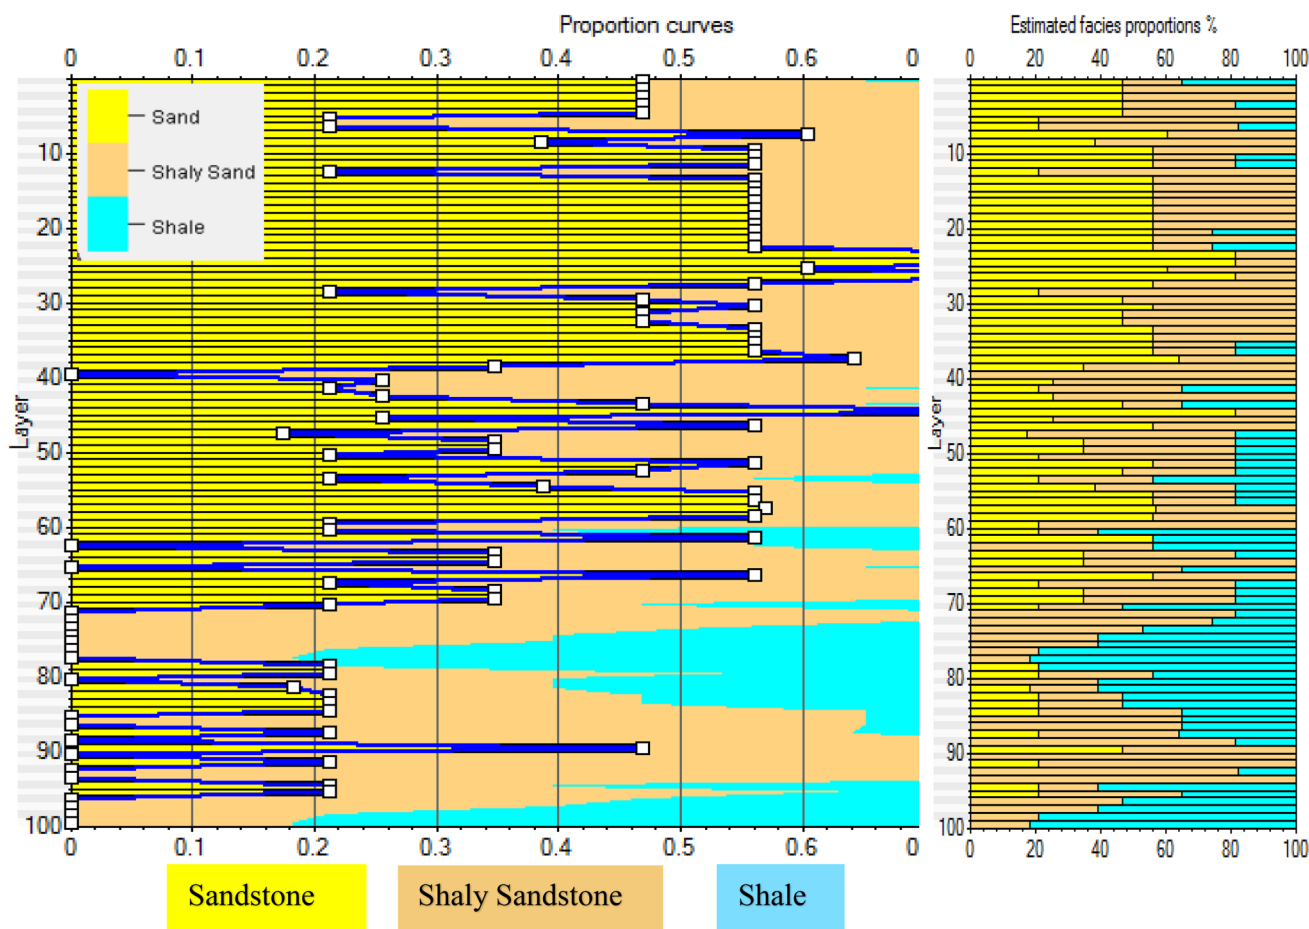 Proportion curves
Estimated facies proportions %
0 0.1 0.2 0.3 0.4 0.5 0.6 0
0 20 40 60 80 100
Sand
Shaly Sand
Shale
10
20
30
40
50
60
70
80
90
100
Layer
10
20
30
40
50
60
70
80
90
100
Layer
0 0.1 0.2 0.3 0.4 0.5 0.6 0
0 20 40 60 80 100
Sandstone
Shaly Sandstone
Shale